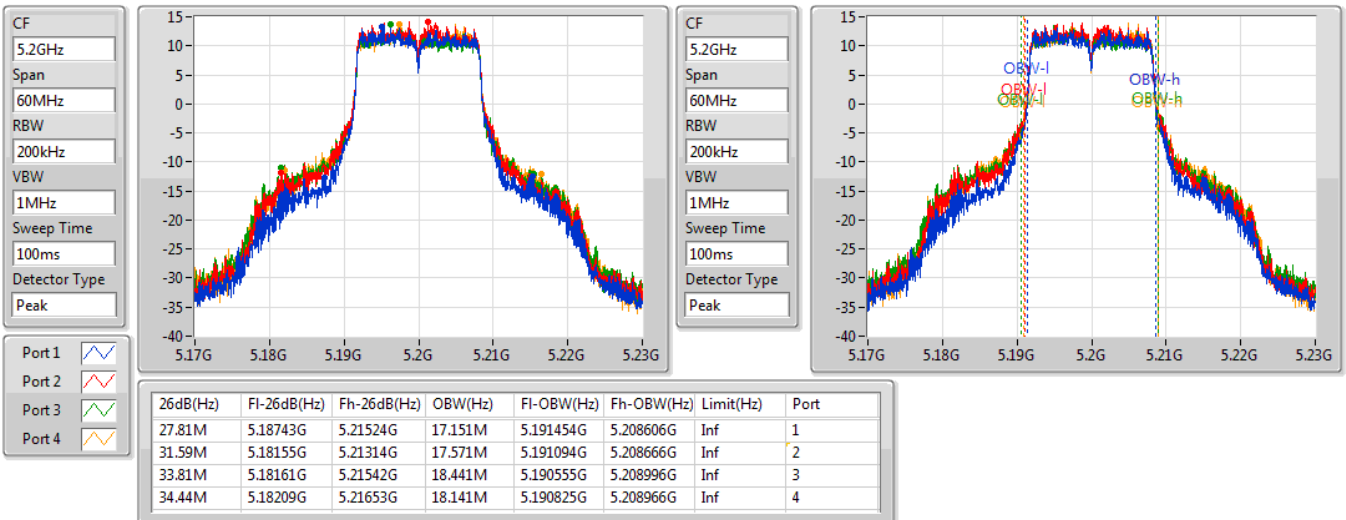 CF
5.2GHz
Span
60MHz
RBW
200kHz
VBW
1MHz
Sweep Time
100ms
Detector Type
Peak
15
10
5
0
-5
-10
-15
-20
-25
-30
-35
-40
5.17G 5.18G 5.19G 5.2G 5.21G 5.22G 5.23G
CF
5.2GHz
Span
60MHz
RBW
200kHz
VBW
1MHz
Sweep Time
100ms
Detector Type
Peak
15
10
5
0
-5
-10
-15
-20
-25
-30
-35
-40
OBW-l
OBW-h
OBW-l
OBW-l
OBW-h
5.17G 5.18G 5.19G 5.2G 5.21G 5.22G 5.23G
Port 1
Port 2
Port 3
Port 4
26dB(Hz) Fl-26dB(Hz) Fh-26dB(Hz) OBW(Hz) Fl-OBW(Hz) Fh-OBW(Hz) Limit(Hz) Port
27.81M 5.18743G 5.21524G 17.151M 5.191454G 5.208606G Inf 1
31.59M 5.18155G 5.21314G 17.571M 5.191094G 5.208666G Inf 2
33.81M 5.18161G 5.21542G 18.441M 5.190555G 5.208996G Inf 3
34.44M 5.18209G 5.21653G 18.141M 5.190825G 5.208966G Inf 4